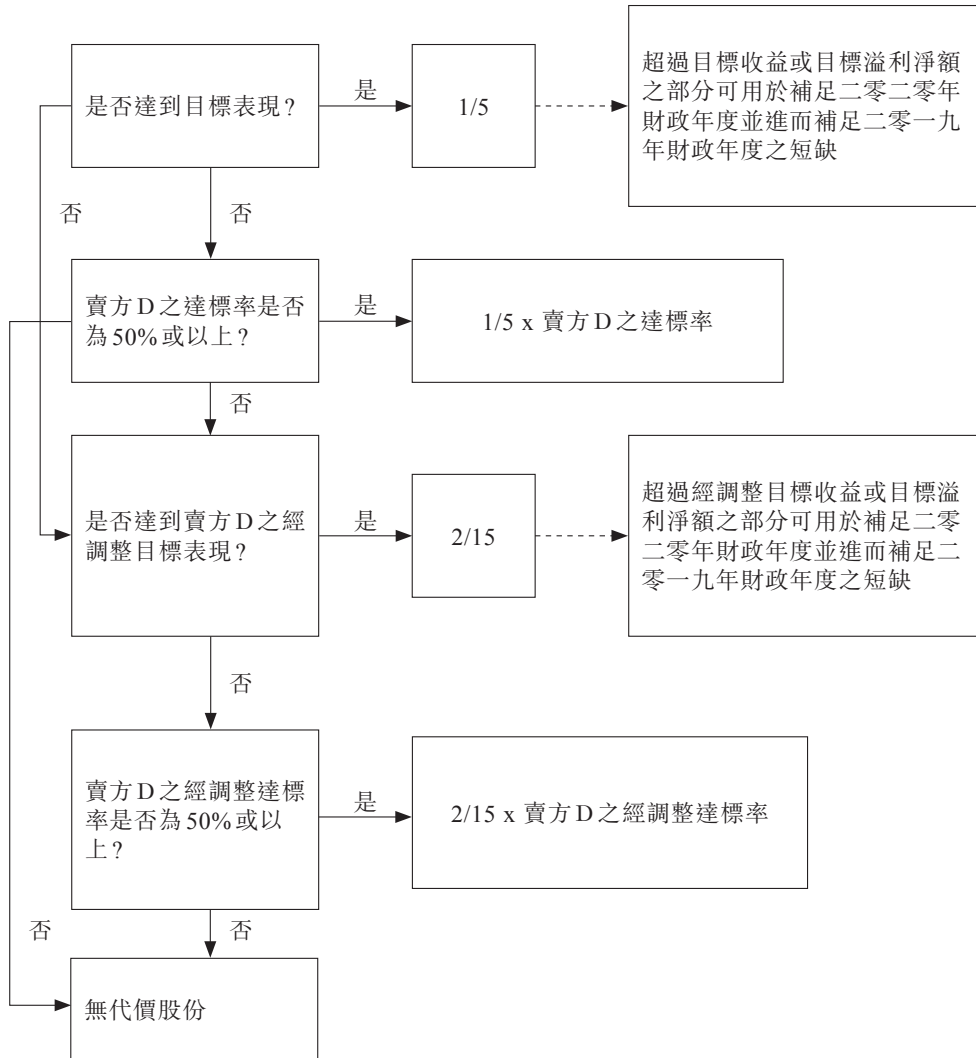 是否達到目標表現？
是
1/5
超過目標收益或目標溢利淨額
之部分可用於補足二零二零年
財政年度並進而補足二零一九
年財政年度之短缺
否
否
賣方D之達標率是否
為50%或以上？
是
1/5 x 賣方D之達標率
否
是否達到賣方D之經
調整目標表現？
是
2/15
超過經調整目標收益或目標溢
利淨額之部分可用於補足二零
二零年財政年度並進而補足二
零一九年財政年度之短缺
否
賣方D之經調整達標
率是否為50%或以
上？
是
2/15 x 賣方D之經調整達標率
否
否
無代價股份